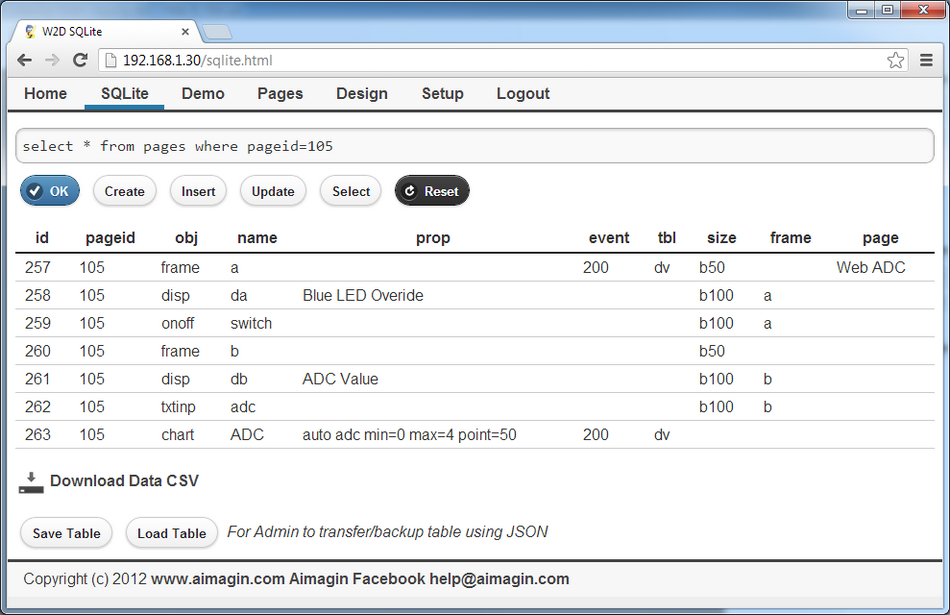 W2D SQLite
192.168.1.30/sqlite.html
Home SQLite Demo Pages Design Setup Logout
select * from pages where pageid=105
OK Create Insert Update Select Reset
id pageid obj name prop event tbl size frame page
257 105 frame a 200 dv b50 Web ADC
258 105 disp da Blue LED Overide b100 a
259 105 onoff switch b100 a
260 105 frame b b50
261 105 disp db ADC Value b100 b
262 105 txtinp adc b100 b
263 105 chart ADC auto adc min=0 max=4 point=50 200 dv
Download Data CSV
Save Table Load Table For Admin to transfer/backup table using JSON
Copyright (c) 2012 www.aimagin.com Aimagin Facebook help@aimagin.com